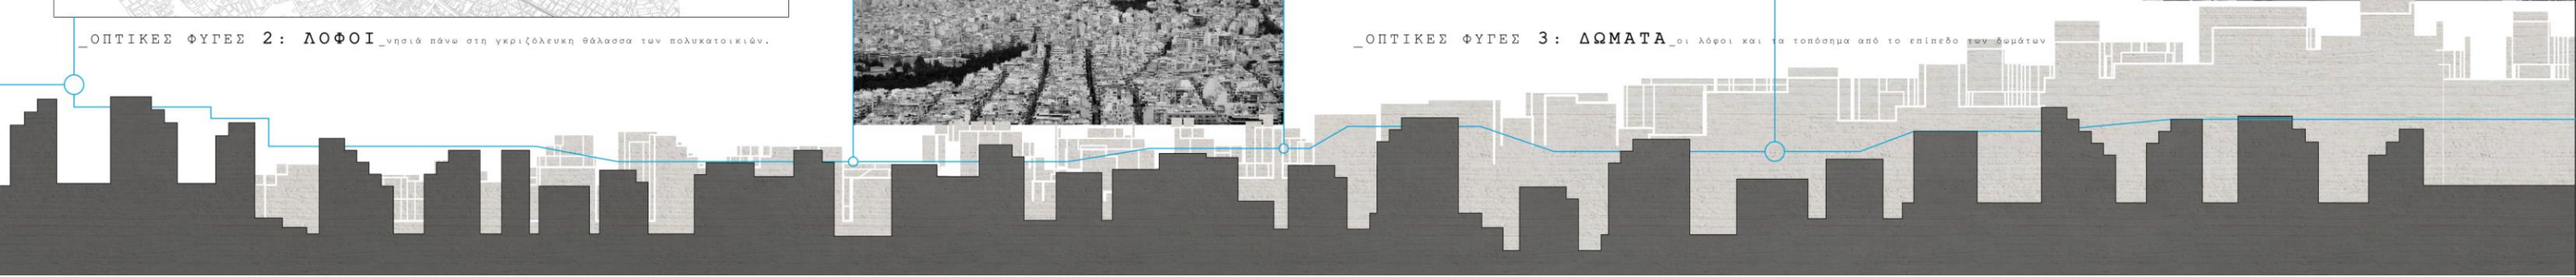 _ΟΠΤΙΚΕΣ ΦΥΓΕΣ 2: ΛΟΦΟΙ_νησιά πάνω στη γκριζόλευκη θάλασσα των πολυκατοικιών.
_ΟΠΤΙΚΕΣ ΦΥΓΕΣ 3: ΔΩΜΑΤΑ_οι λόφοι και τα τοπόσημα από το επίπεδο των δωμάτων